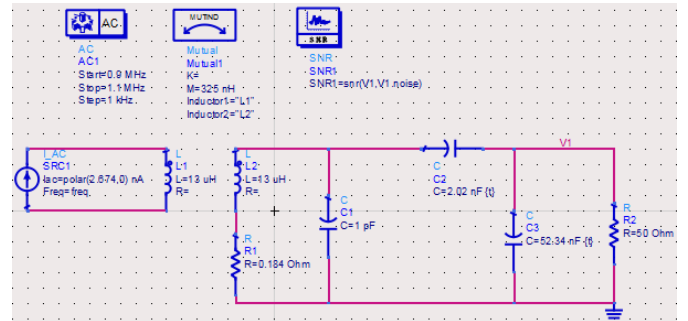 AC
AC
AC1
Start=0.9 MHz
Stop=1.1 MHz
Step=1 kHz
MUTIND
Mutual
Mutual1
K=
M=325 nH
Inductor1="L1"
Inductor2="L2"
SNR
SNR
SNR1
SNR1=snr(V1,V1.noise)
I_AC
SRC1
Iac=polar(2.674,0) nA
Freq=freq
L
L1
L=13 uH
R=
L
L2
L=13 uH
R=
R
R1
R=0.184 Ohm
C
C1
C=1 pF
C
C2
C=2.02 nF {t}
V1
C
C3
C=52.34 nF {t}
R
R2
R=50 Ohm